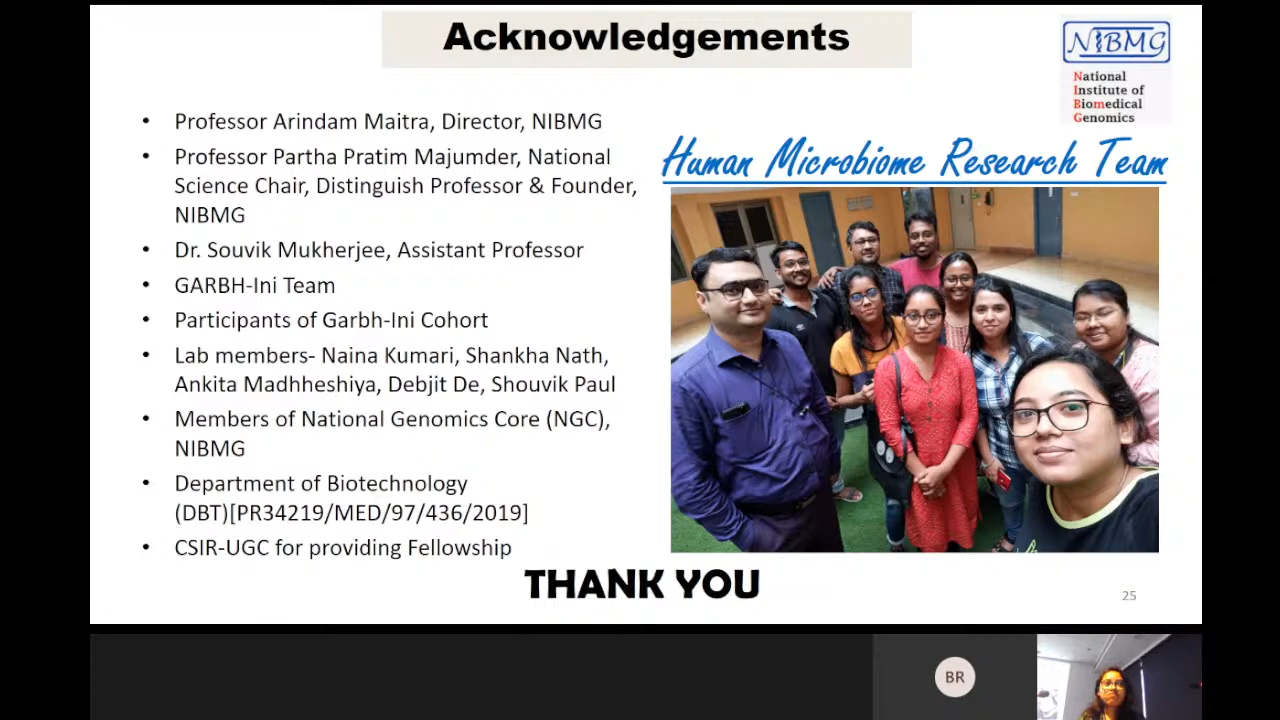 Acknowledgements
NIBMG
National
Institute of
Biomedical
Genomics
• Professor Arindam Maitra, Director, NIBMG
• Professor Partha Pratim Majumder, National
Science Chair, Distinguish Professor & Founder,
NIBMG
• Dr. Souvik Mukherjee, Assistant Professor
• GARBH-Ini Team
• Participants of Garbh-Ini Cohort
• Lab members- Naina Kumari, Shankha Nath,
Ankita Madhheshiya, Debjit De, Shouvik Paul
• Members of National Genomics Core (NGC),
NIBMG
• Department of Biotechnology
(DBT)[PR34219/MED/97/436/2019]
• CSIR-UGC for providing Fellowship
Human Microbiome Research Team
THANK YOU
25
BR